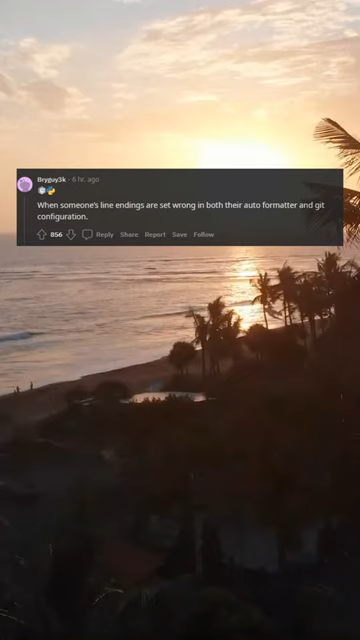 Bryguy3k · 6 hr. ago
When someone's line endings are set wrong in both their auto formatter and git
configuration.
856 Reply Share Report Save Follow